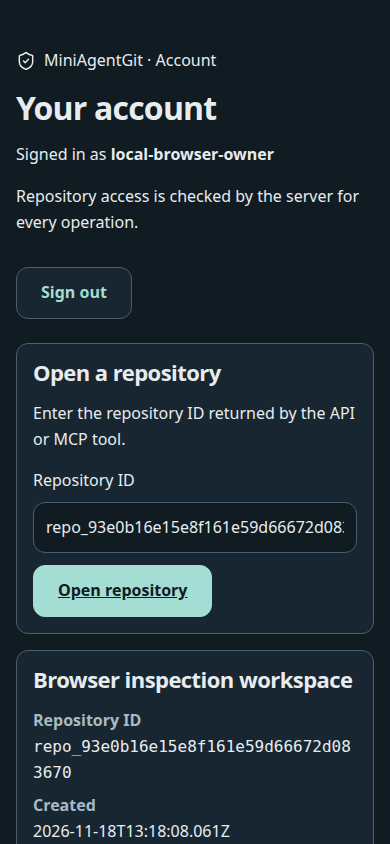 MiniAgentGit · Account
Your account
Signed in as local-browser-owner
Repository access is checked by the server for
every operation.
Sign out
Open a repository
Enter the repository ID returned by the API
or MCP tool.
Repository ID
repo_93e0b16e15e8f161e59d66672d083
Open repository
Browser inspection workspace
Repository ID
repo_93e0b16e15e8f161e59d66672d08
3670
Created
2026-11-18T13:18:08.061Z